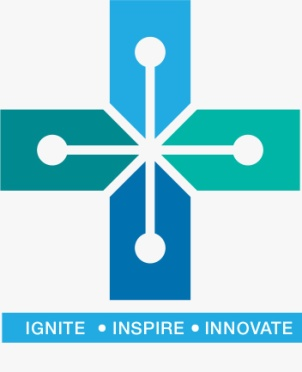 IGNITE • INSPIRE • INNOVATE